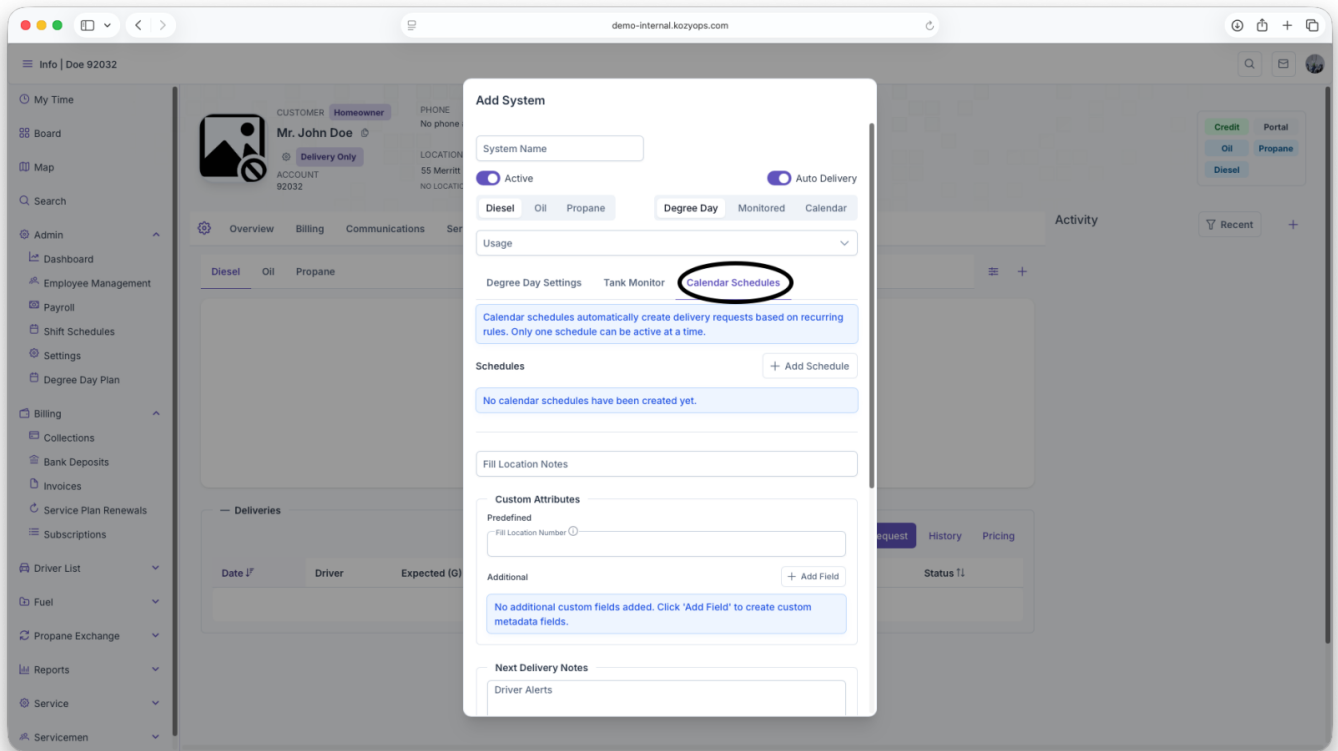 demo-internal.kozyops.com
Info | Doe 92032
My Time
Board
Map
Search
Admin
Dashboard
Employee Management
Payroll
Shift Schedules
Settings
Degree Day Plan
Billing
Collections
Bank Deposits
Invoices
Service Plan Renewals
Subscriptions
Driver List
Fuel
Propane Exchange
Reports
Service
Servicemen
CUSTOMER Homeowner
Mr. John Doe
Delivery Only
ACCOUNT
92032
PHONE
No phone
LOCATION
55 Merritt
NO LOCATIO
Credit Portal
Oil Propane
Diesel
Overview Billing Communications Ser
Activity
Recent
Diesel Oil Propane
Deliveries
equest History Pricing
Date Driver Expected (G) Status
Add System
System Name
Active Auto Delivery
Diesel Oil Propane Degree Day Monitored Calendar
Usage
Degree Day Settings Tank Monitor Calendar Schedules
Calendar schedules automatically create delivery requests based on recurring
rules. Only one schedule can be active at a time.
Schedules + Add Schedule
No calendar schedules have been created yet.
Fill Location Notes
Custom Attributes
Predefined
Fill Location Number
Additional + Add Field
No additional custom fields added. Click 'Add Field' to create custom
metadata fields.
Next Delivery Notes
Driver Alerts